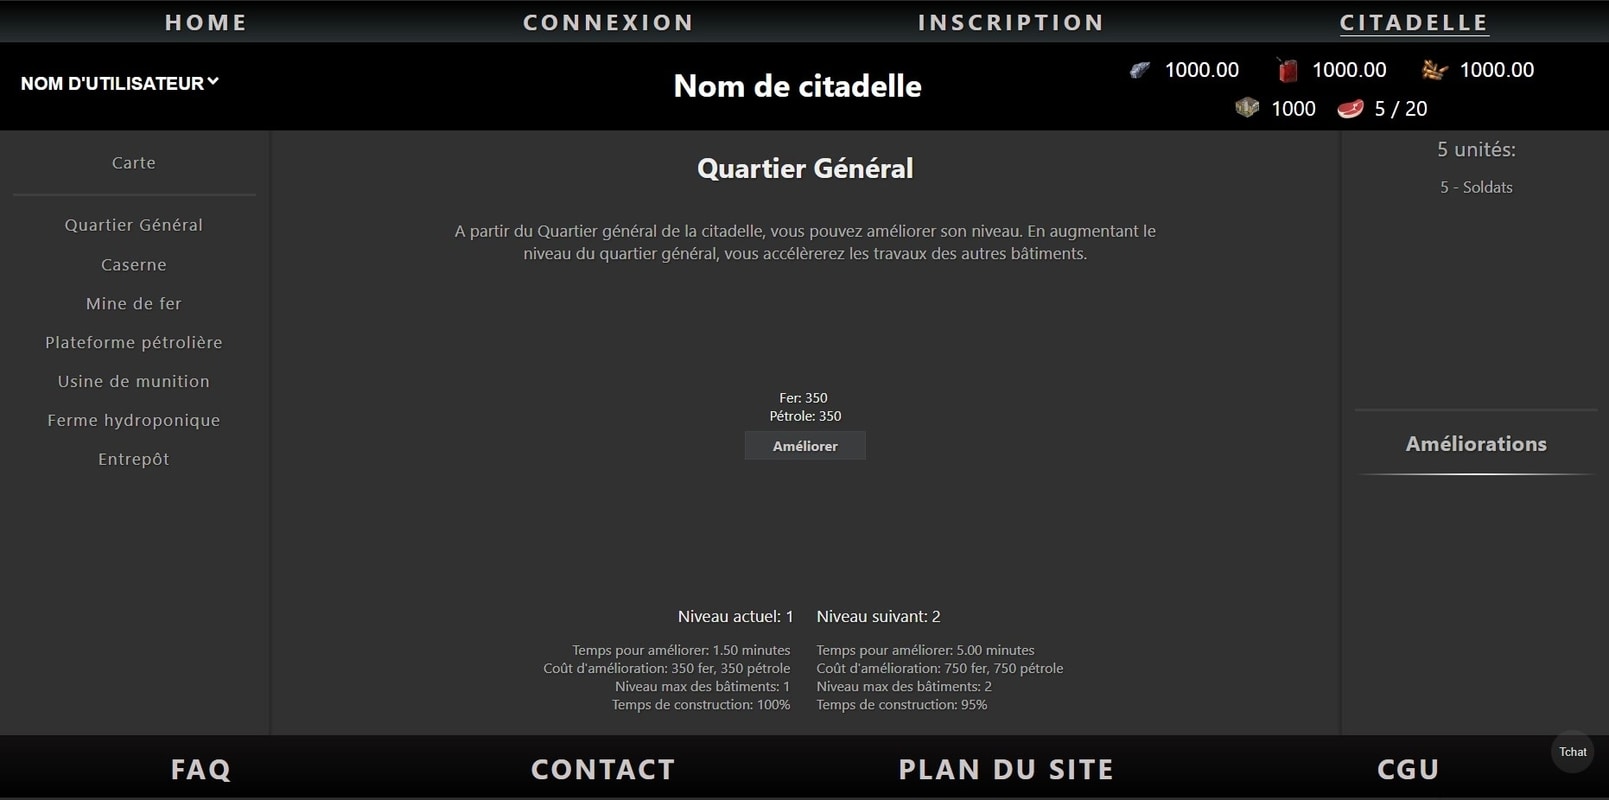 HOME
CONNEXION
INSCRIPTION
CITADELLE
NOM D'UTILISATEUR
Nom de citadelle
1000.00
1000.00
1000.00
1000
5 / 20
Carte
Quartier Général
Caserne
Mine de fer
Plateforme pétrolière
Usine de munition
Ferme hydroponique
Entrepôt
Quartier Général
A partir du Quartier général de la citadelle, vous pouvez améliorer son niveau. En augmentant le
niveau du quartier général, vous accélèrerez les travaux des autres bâtiments.
Fer: 350
Pétrole: 350
Améliorer
Niveau actuel: 1
Temps pour améliorer: 1.50 minutes
Coût d'amélioration: 350 fer, 350 pétrole
Niveau max des bâtiments: 1
Temps de construction: 100%
Niveau suivant: 2
Temps pour améliorer: 5.00 minutes
Coût d'amélioration: 750 fer, 750 pétrole
Niveau max des bâtiments: 2
Temps de construction: 95%
5 unités:
5 - Soldats
Améliorations
Tchat
FAQ
CONTACT
PLAN DU SITE
CGU